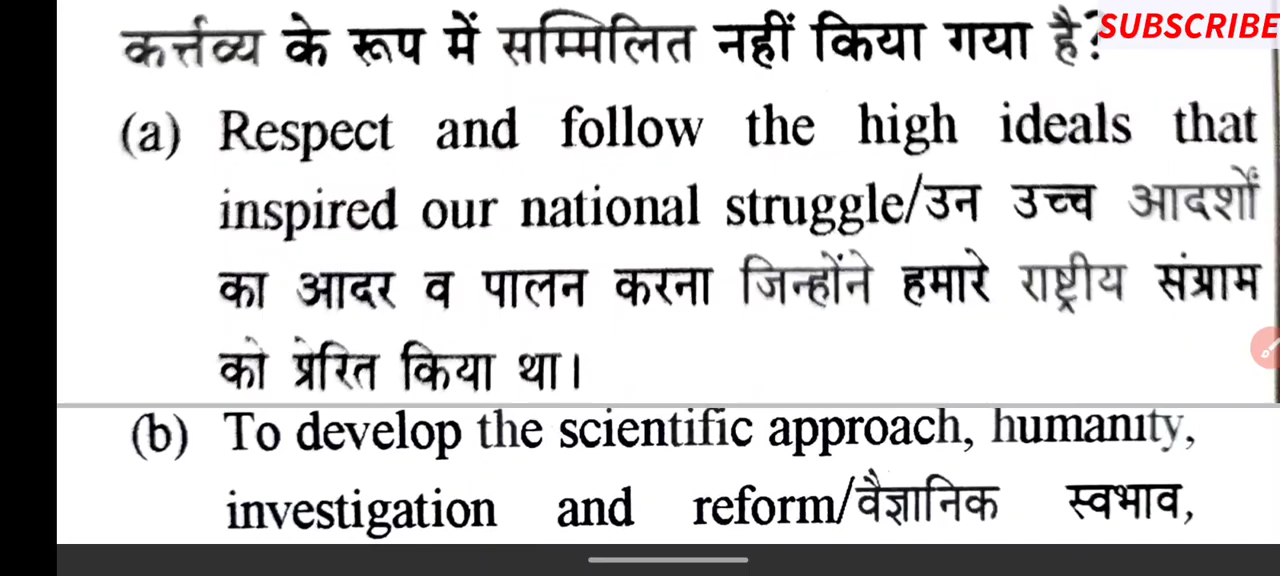 कर्त्तव्य के रूप में सम्मिलित नहीं किया गया है?
SUBSCRIBE
(a) Respect and follow the high ideals that
inspired our national struggle/उन उच्च आदर्शों
का आदर व पालन करना जिन्होंने हमारे राष्ट्रीय संग्राम
को प्रेरित किया था।
(b) To develop the scientific approach, humanity,
investigation and reform/वैज्ञानिक स्वभाव,